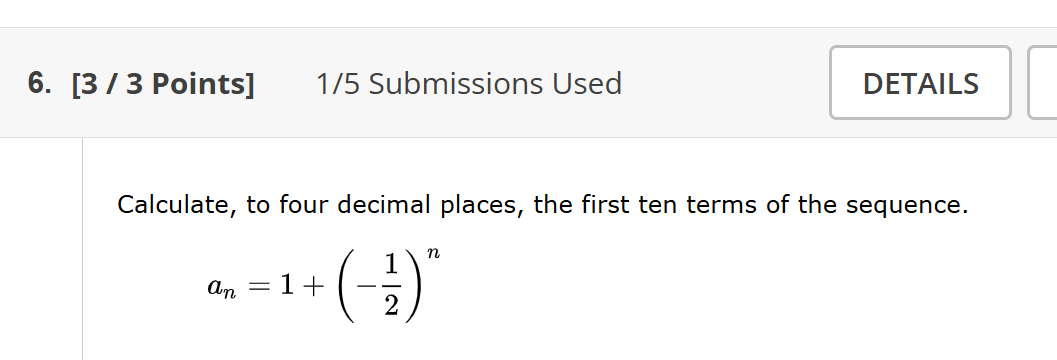 6. [3 / 3 Points] 1/5 Submissions Used DETAILS
Calculate, to four decimal places, the first ten terms of the sequence.
aₙ = 1 + (−1/2)ⁿ